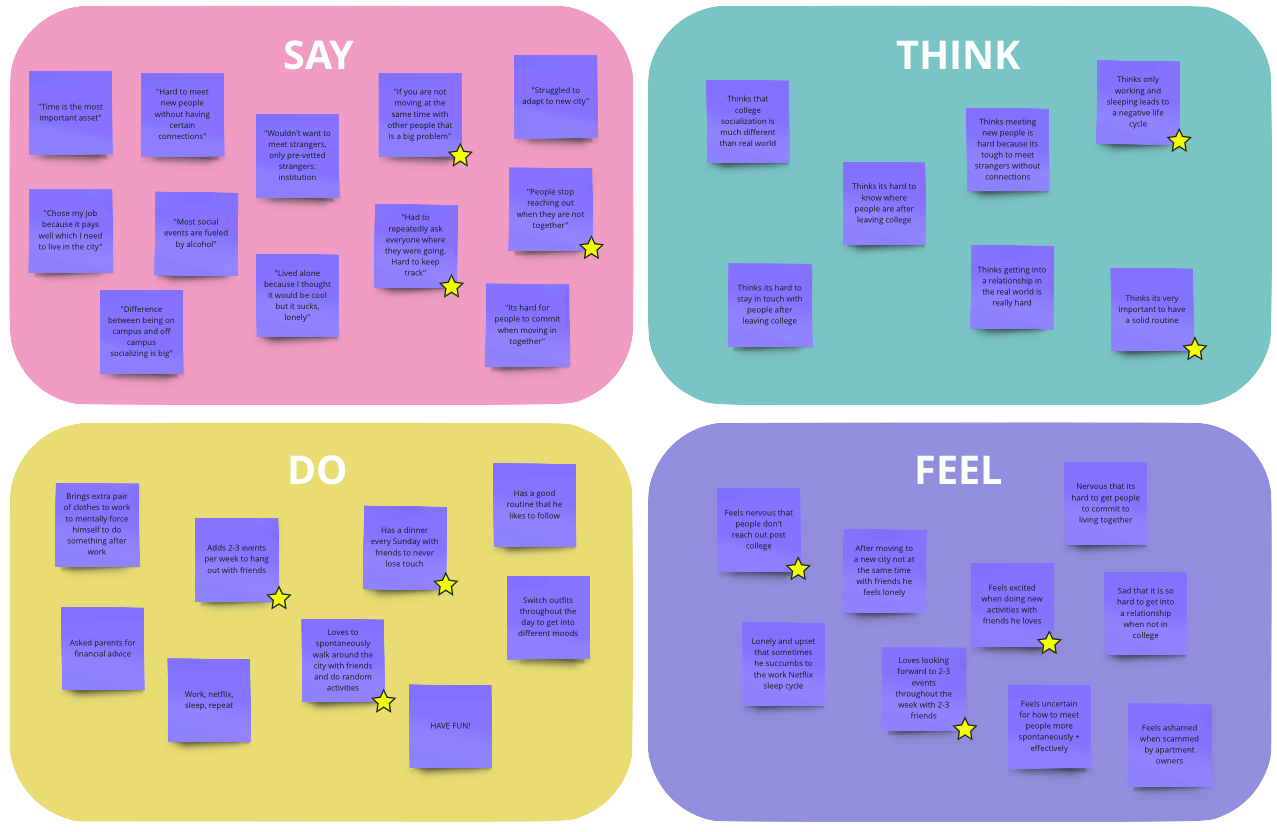 SAY
"Time is the most
important asset"
"Hard to meet
new people
without having
certain
connections"
"Wouldn't want to
meet strangers,
only pre-vetted
strangers:
institution
"If you are not
moving at the
same time with
other people that
is a big problem"
"Struggled to
adapt to new city"
"Chose my job
because it pays
well which I need
to live in the city"
"Most social
events are fueled
by alcohol"
"Lived alone
because I thought
it would be cool
but it sucks,
lonely"
"Had to
repeatedly ask
everyone where
they were going.
Hard to keep
track"
"People stop
reaching out
when they are not
together"
"Difference
between being on
campus and off
campus
socializing is big"
"Its hard for
people to commit
when moving in
together"
THINK
Thinks that
college
socialization is
much different
than real world
Thinks its hard to
know where
people are after
leaving college
Thinks meeting
new people is
hard because its
tough to meet
strangers without
connections
Thinks only
working and
sleeping leads to
a negative life
cycle
Thinks its hard to
stay in touch with
people after
leaving college
Thinks getting into
a relationship in
the real world is
really hard
Thinks its very
important to have
a solid routine
DO
Brings extra pair
of clothes to work
to mentally force
himself to do
something after
work
Adds 2-3 events
per week to hang
out with friends
Has a dinner
every Sunday with
friends to never
lose touch
Has a good
routine that he
likes to follow
Asked parents for
financial advice
Work, netflix,
sleep, repeat
Loves to
spontaneously
walk around the
city with friends
and do random
activities
Switch outfits
throughout the
day to get into
different moods
HAVE FUN!
FEEL
Feels nervous that
people don't
reach out post
college
After moving to
a new city not at
the same time
with friends he
feels lonely
Feels excited
when doing new
activities with
friends he loves
Nervous that its
hard to get people
to commit to
living together
Sad that it is so
hard to get into
a relationship
when not in
college
Lonely and upset
that sometimes
he succumbs to
the work Netflix
sleep cycle
Loves looking
forward to 2-3
events
throughout the
week with 2-3
friends
Feels uncertain
for how to meet
people more
spontaneously +
effectively
Feels ashamed
when scammed
by apartment
owners